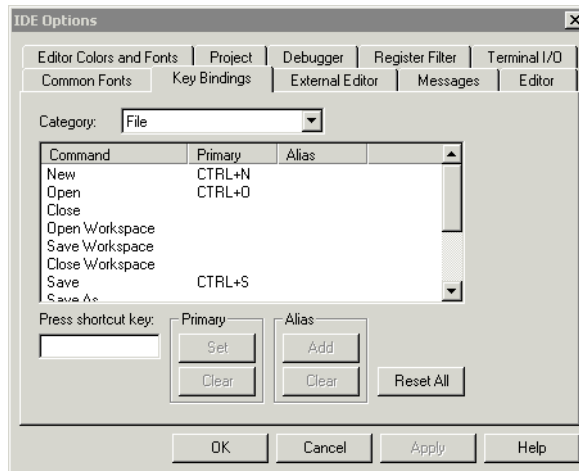 IDE Options
Editor Colors and Fonts Project Debugger Register Filter Terminal I/O
Common Fonts Key Bindings External Editor Messages Editor
Category: File
Command Primary Alias
New CTRL+N
Open CTRL+O
Close
Open Workspace
Save Workspace
Close Workspace
Save CTRL+S
Save As
Press shortcut key: Primary Alias
Set Add
Clear Clear Reset All
OK Cancel Apply Help